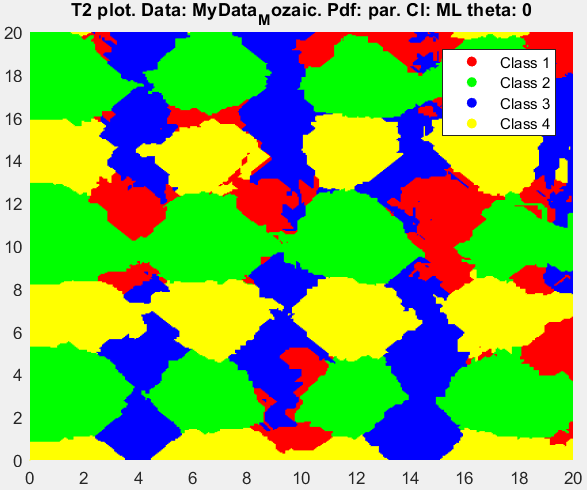 T2 plot. Data: MyData_Mozaic. Pdf: par. Cl: ML theta: 0
Class 1
Class 2
Class 3
Class 4
20
18
16
14
12
10
8
6
4
2
0
0 2 4 6 8 10 12 14 16 18 20